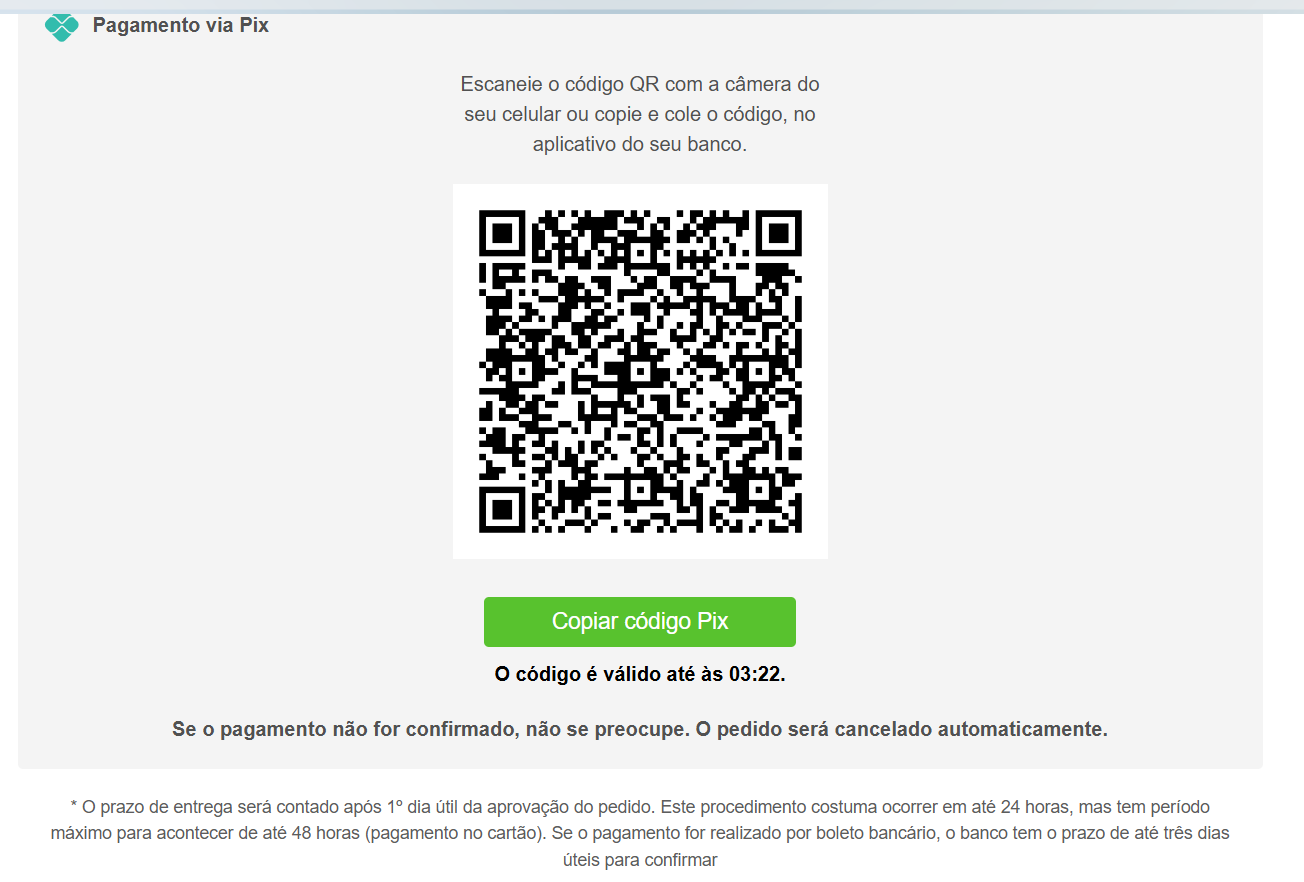 Pagamento via Pix
Escaneie o código QR com a câmera do
seu celular ou copie e cole o código, no
aplicativo do seu banco.
Copiar código Pix
O código é válido até às 03:22.
Se o pagamento não for confirmado, não se preocupe. O pedido será cancelado automaticamente.
* O prazo de entrega será contado após 1º dia útil da aprovação do pedido. Este procedimento costuma ocorrer em até 24 horas, mas tem período
máximo para acontecer de até 48 horas (pagamento no cartão). Se o pagamento for realizado por boleto bancário, o banco tem o prazo de até três dias
úteis para confirmar